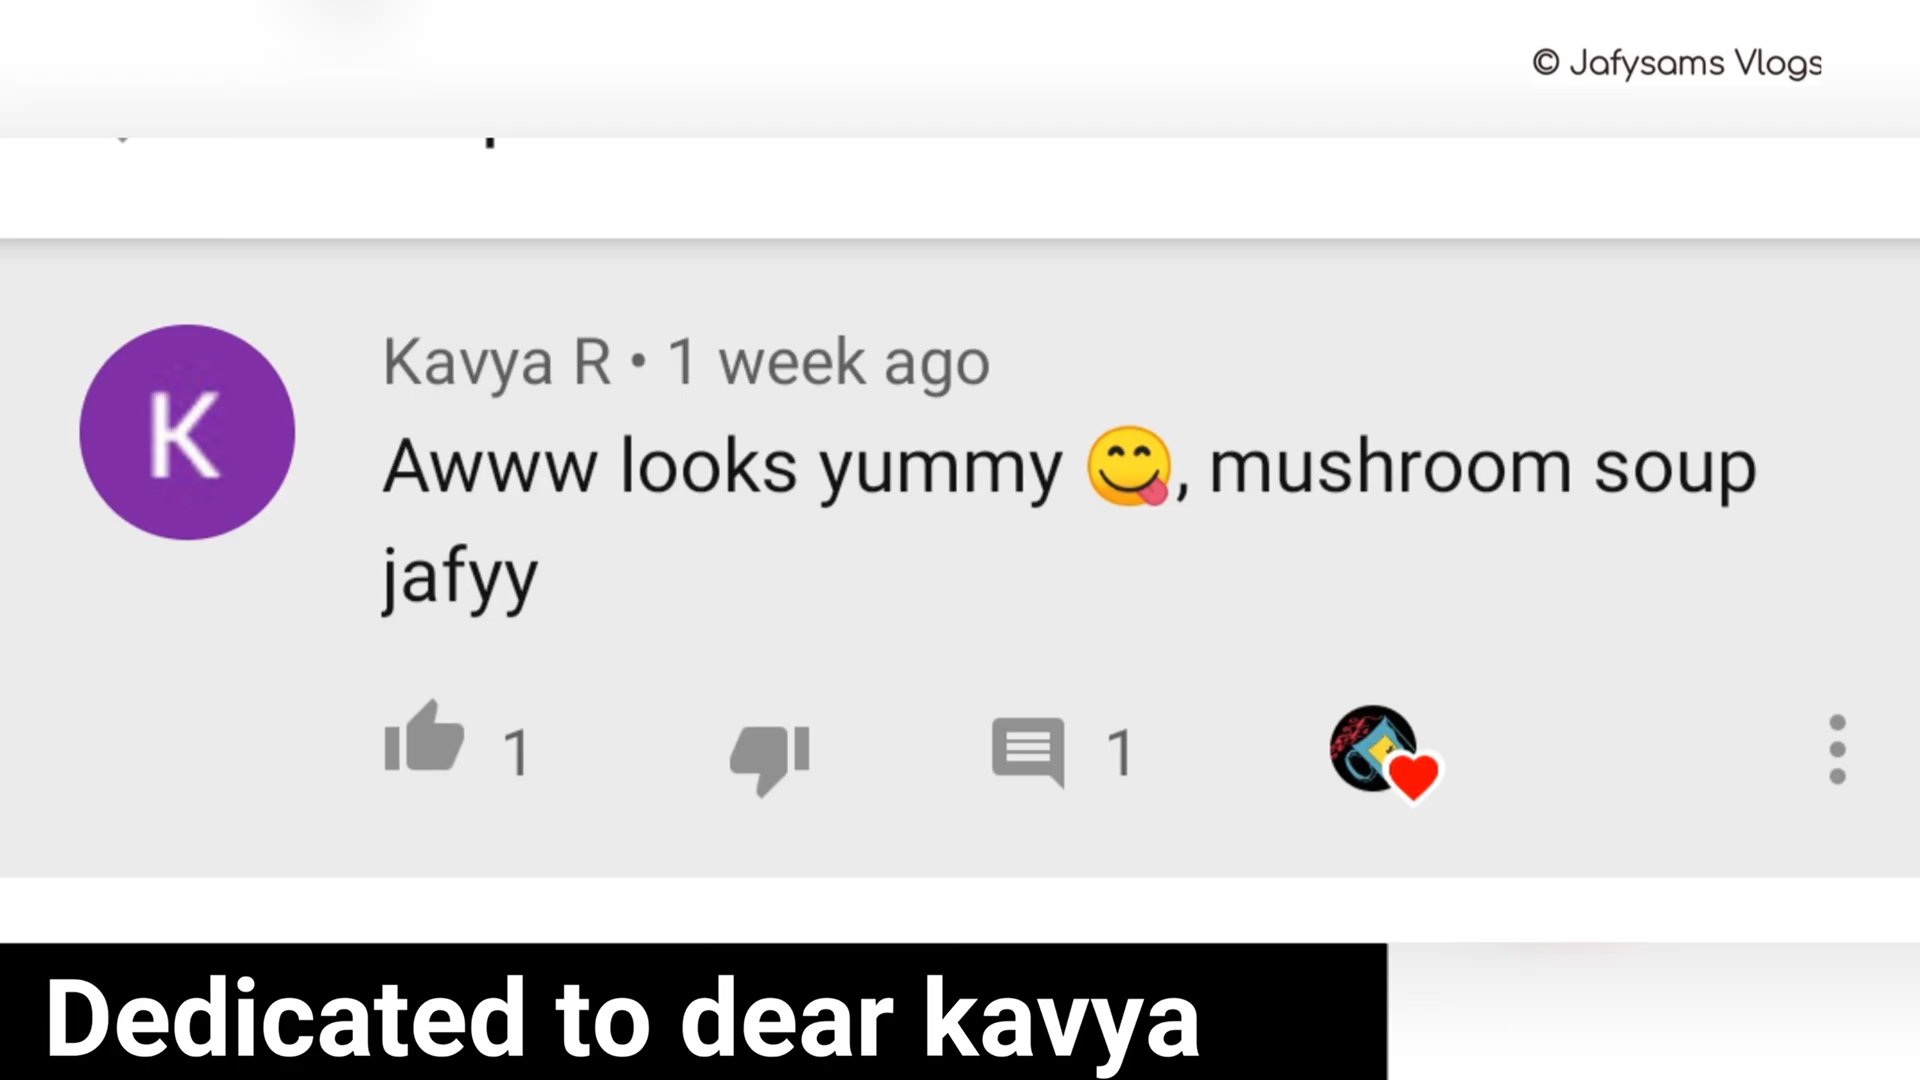 © Jafysams Vlogs
K
Kavya R • 1 week ago
Awww looks yummy 😋, mushroom soup
jafyy
1
1
Dedicated to dear kavya